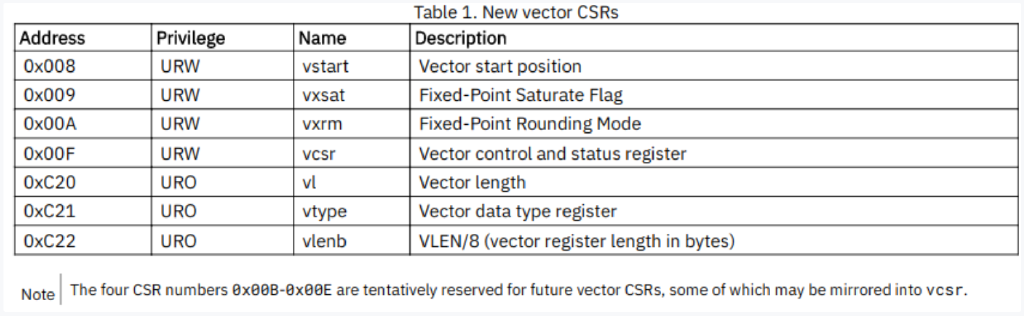 Table 1. New vector CSRs
Address Privilege Name Description
0x008 URW vstart Vector start position
0x009 URW vxsat Fixed-Point Saturate Flag
0x00A URW vxrm Fixed-Point Rounding Mode
0x00F URW vcsr Vector control and status register
0xC20 URO vl Vector length
0xC21 URO vtype Vector data type register
0xC22 URO vlenb VLEN/8 (vector register length in bytes)
Note The four CSR numbers 0x00B-0x00E are tentatively reserved for future vector CSRs, some of which may be mirrored into vcsr.